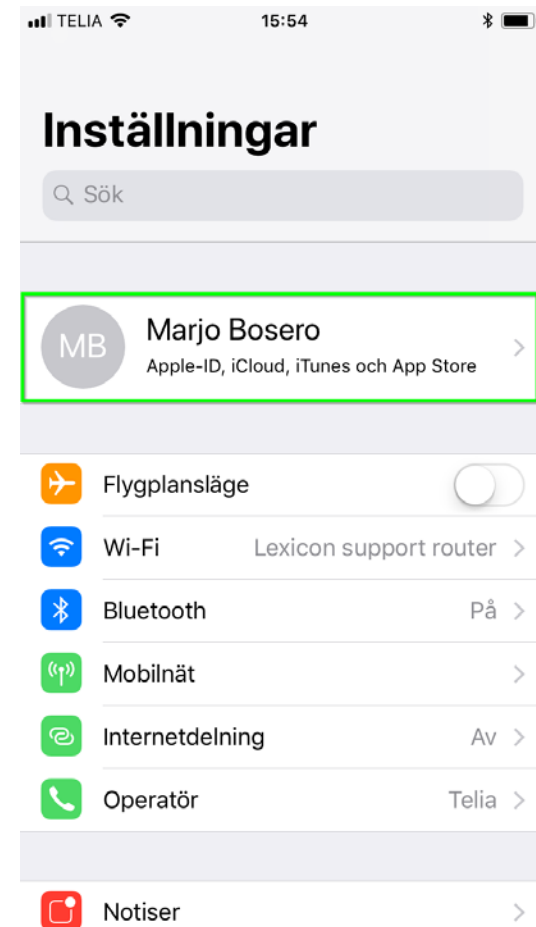 TELIA 15:54
Inställningar
Sök
MB
Marjo Bosero
Apple-ID, iCloud, iTunes och App Store
Flygplansläge
Wi-Fi Lexicon support router
Bluetooth På
Mobilnät
Internetdelning Av
Operatör Telia
Notiser